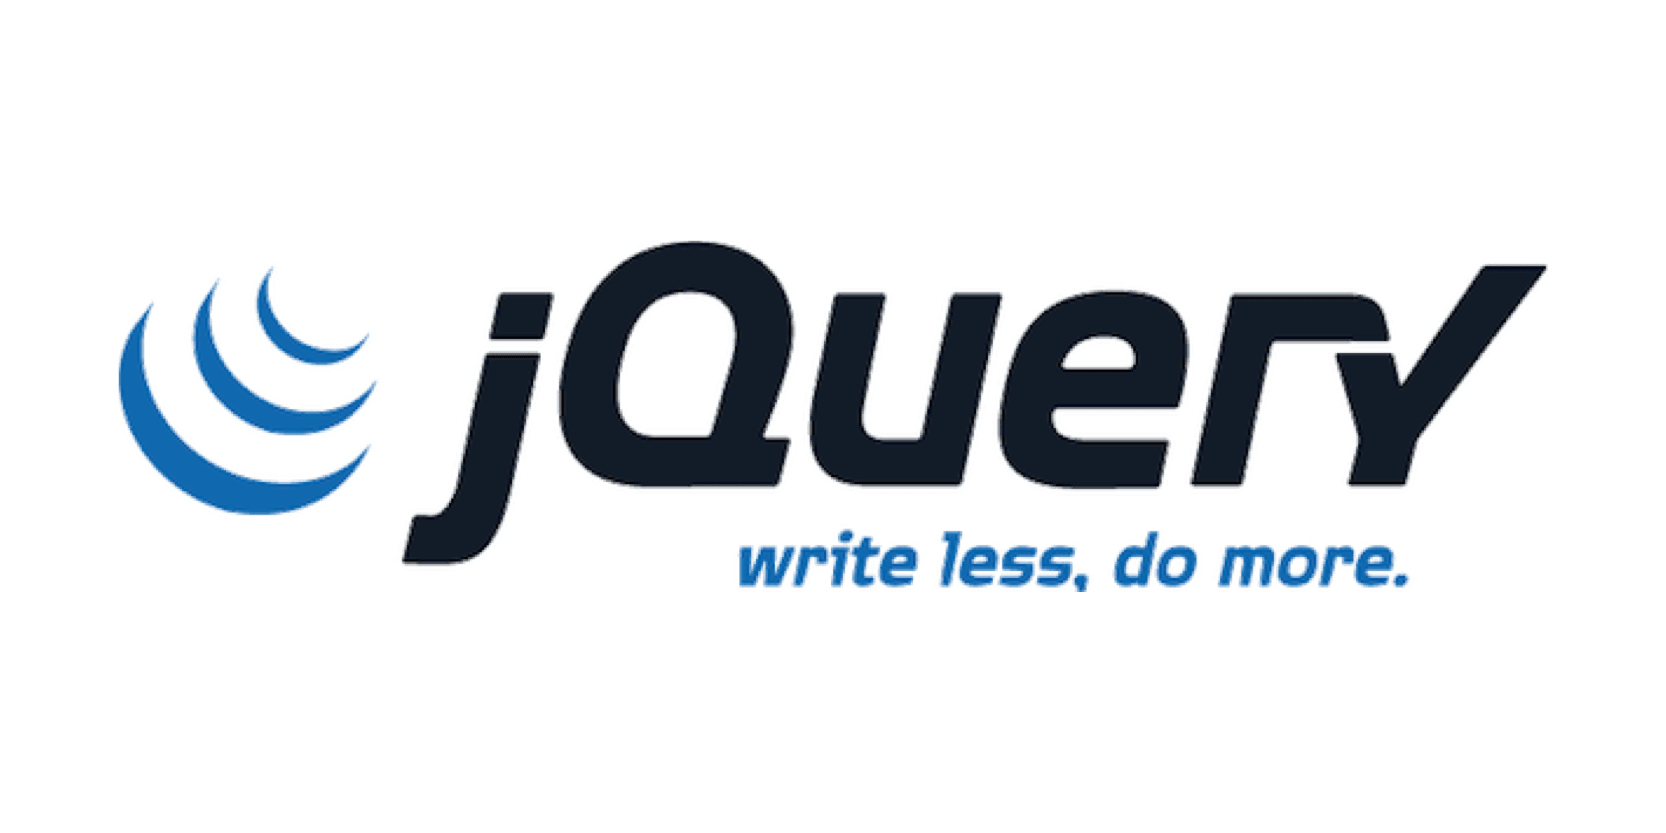 jQuery
write less, do more.